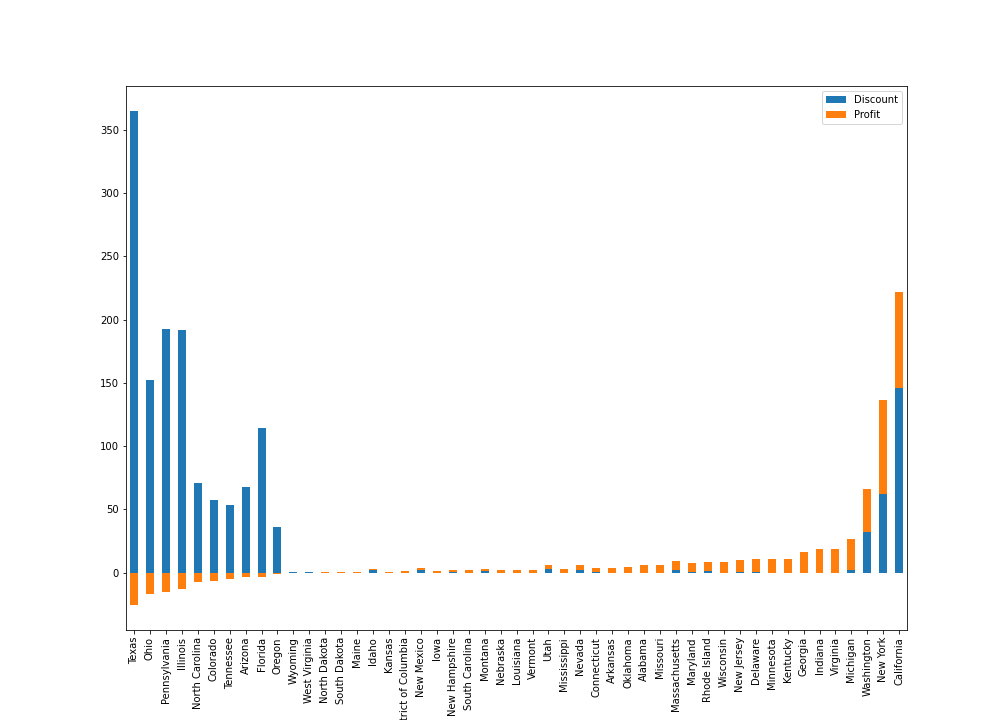 Discount
Profit
350
300
250
200
150
100
50
0
Texas
Ohio
Pennsylvania
Illinois
North Carolina
Colorado
Tennessee
Arizona
Florida
Oregon
Wyoming
West Virginia
North Dakota
South Dakota
Maine
Idaho
Kansas
trict of Columbia
New Mexico
Iowa
New Hampshire
South Carolina
Montana
Nebraska
Louisiana
Vermont
Utah
Mississippi
Nevada
Connecticut
Arkansas
Oklahoma
Alabama
Missouri
Massachusetts
Maryland
Rhode Island
Wisconsin
New Jersey
Delaware
Minnesota
Kentucky
Georgia
Indiana
Virginia
Michigan
Washington
New York
California